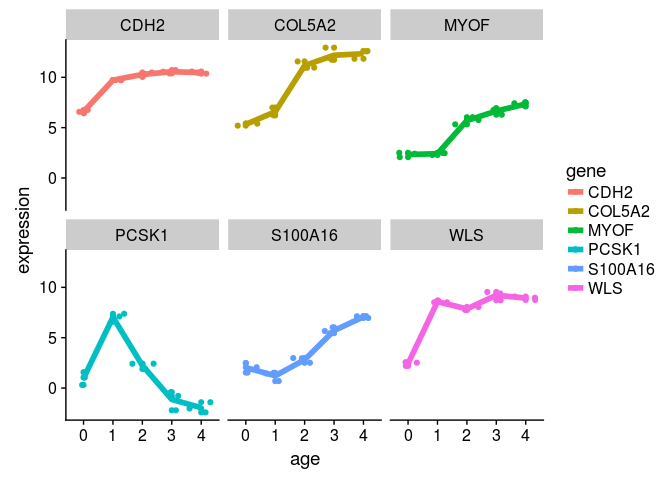 CDH2 COL5A2 MYOF
10
5
0
expression
PCSK1 S100A16 WLS
10
5
0
0 1 2 3 4 0 1 2 3 4 0 1 2 3 4
age
gene
CDH2
COL5A2
MYOF
PCSK1
S100A16
WLS